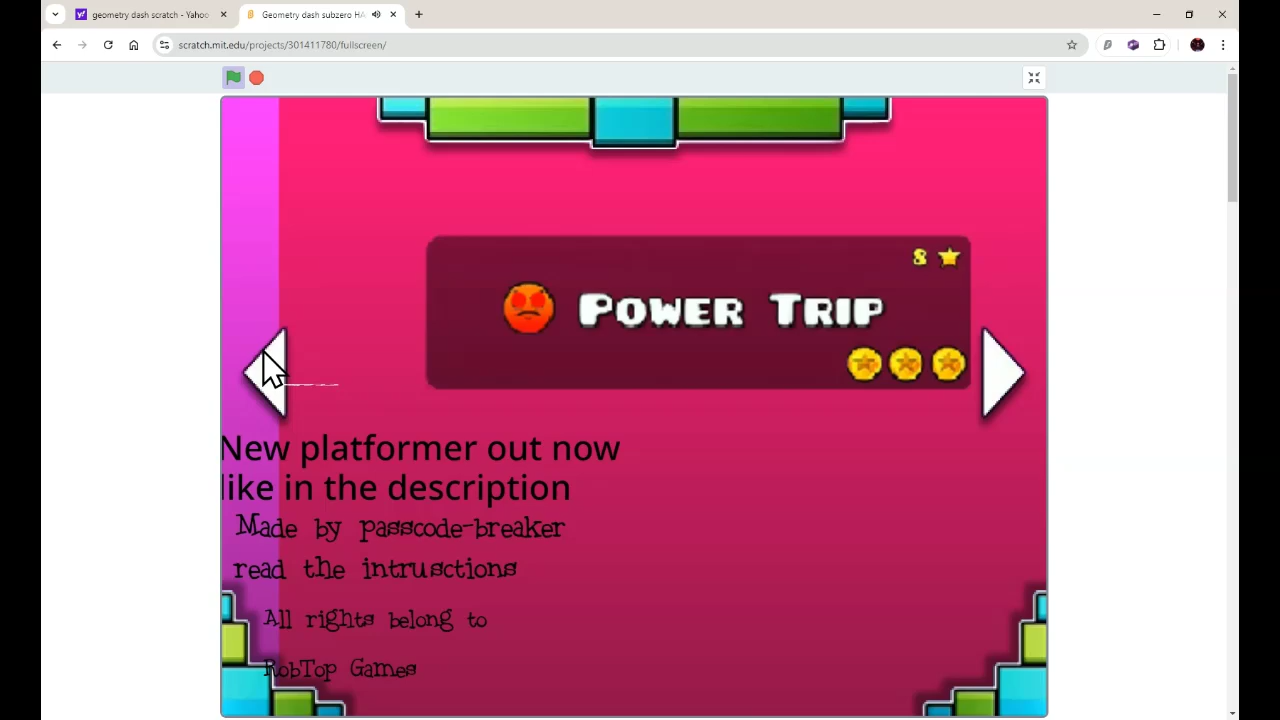 geometry dash scratch - Yahoo
Geometry dash subzero HA
scratch.mit.edu/projects/301411780/fullscreen/
8
Power Trip
New platformer out now
like in the description
Made by passcode-breaker
read the intrusctions
All rights belong to
RobTop Games